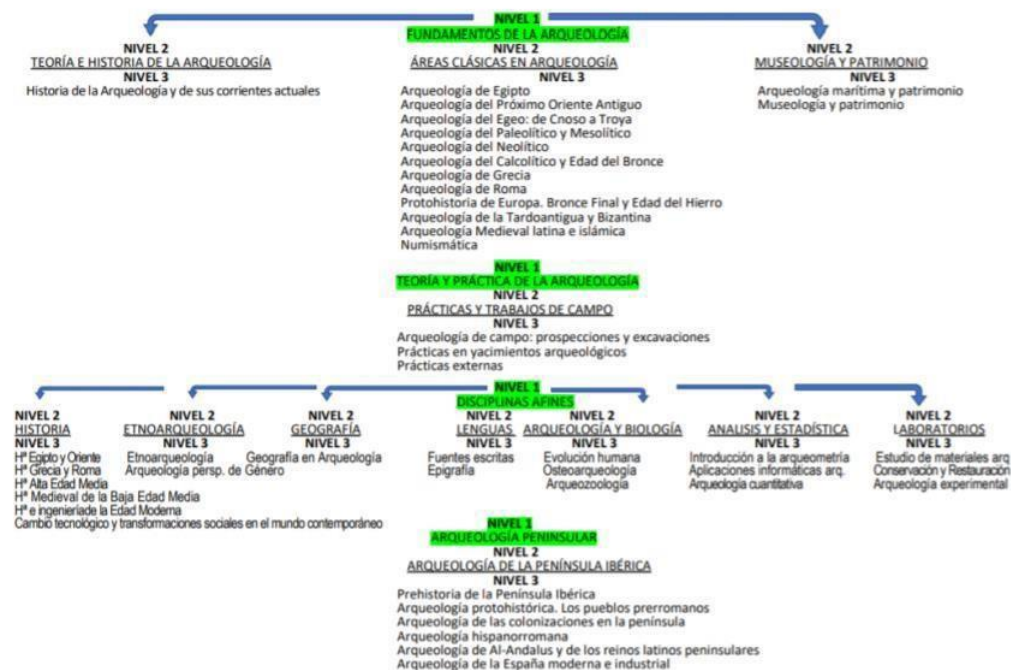 NIVEL 1
FUNDAMENTOS DE LA ARQUEOLOGÍA
NIVEL 2
TEORÍA E HISTORIA DE LA ARQUEOLOGÍA
NIVEL 3
Historia de la Arqueología y de sus corrientes actuales
NIVEL 2
ÁREAS CLÁSICAS EN ARQUEOLOGÍA
NIVEL 3
Arqueología de Egipto
Arqueología del Próximo Oriente Antiguo
Arqueología del Egeo: de Cnoso a Troya
Arqueología del Paleolítico y Mesolítico
Arqueología del Neolítico
Arqueología del Calcolítico y Edad del Bronce
Arqueología de Grecia
Arqueología de Roma
Protohistoria de Europa. Bronce Final y Edad del Hierro
Arqueología de la Tardoantigua y Bizantina
Arqueología Medieval latina e islámica
Numismática
NIVEL 2
MUSEOLOGÍA Y PATRIMONIO
NIVEL 3
Arqueología marítima y patrimonio
Museología y patrimonio
NIVEL 1
TEORÍA Y PRÁCTICA DE LA ARQUEOLOGÍA
NIVEL 2
PRÁCTICAS Y TRABAJOS DE CAMPO
NIVEL 3
Arqueología de campo: prospecciones y excavaciones
Prácticas en yacimientos arqueológicos
Prácticas externas
NIVEL 1
DISCIPLINAS AFINES
NIVEL 2
HISTORIA
NIVEL 3
Hª Egipto y Oriente
Hª Grecia y Roma
Hª Alta Edad Media
Hª Medieval de la Baja Edad Media
Hª e ingenieríade la Edad Moderna
Cambio tecnológico y transformaciones sociales en el mundo contemporáneo
NIVEL 2
ETNOARQUEOLOGÍA
NIVEL 3
Etnoarqueología
Arqueología persp. de Género
NIVEL 2
GEOGRAFÍA
NIVEL 3
Geografía en Arqueología
NIVEL 2
LENGUAS
NIVEL 3
Fuentes escritas
Epigrafía
NIVEL 2
ARQUEOLOGÍA Y BIOLOGÍA
NIVEL 3
Evolución humana
Osteoarqueología
Arqueozoología
NIVEL 2
ANALISIS Y ESTADÍSTICA
NIVEL 3
Introducción a la arqueometría
Aplicaciones informáticas arq.
Arqueología cuantitativa
NIVEL 2
LABORATORIOS
NIVEL 3
Estudio de materiales arq
Conservación y Restauración
Arqueología experimental
NIVEL 1
ARQUEOLOGÍA PENINSULAR
NIVEL 2
ARQUEOLOGÍA DE LA PENÍNSULA IBÉRICA
NIVEL 3
Prehistoria de la Península Ibérica
Arqueología protohistórica. Los pueblos prerromanos
Arqueología de las colonizaciones en la península
Arqueología hispanorromana
Arqueología de Al-Andalus y de los reinos latinos peninsulares
Arqueología de la España moderna e industrial